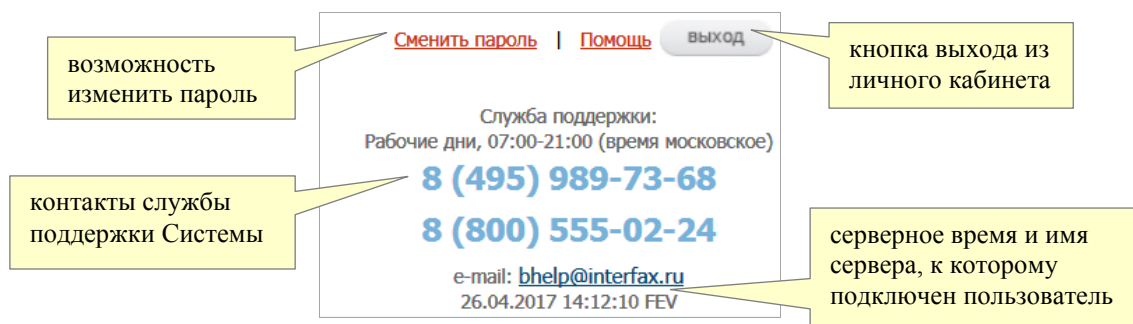 Сменить пароль | Помощь выход
возможность
изменить пароль
кнопка выхода из
личного кабинета
Служба поддержки:
Рабочие дни, 07:00-21:00 (время московское)
8 (495) 989-73-68
8 (800) 555-02-24
контакты службы
поддержки Системы
e-mail: bhelp@interfax.ru
26.04.2017 14:12:10 FEV
серверное время и имя
сервера, к которому
подключен пользователь